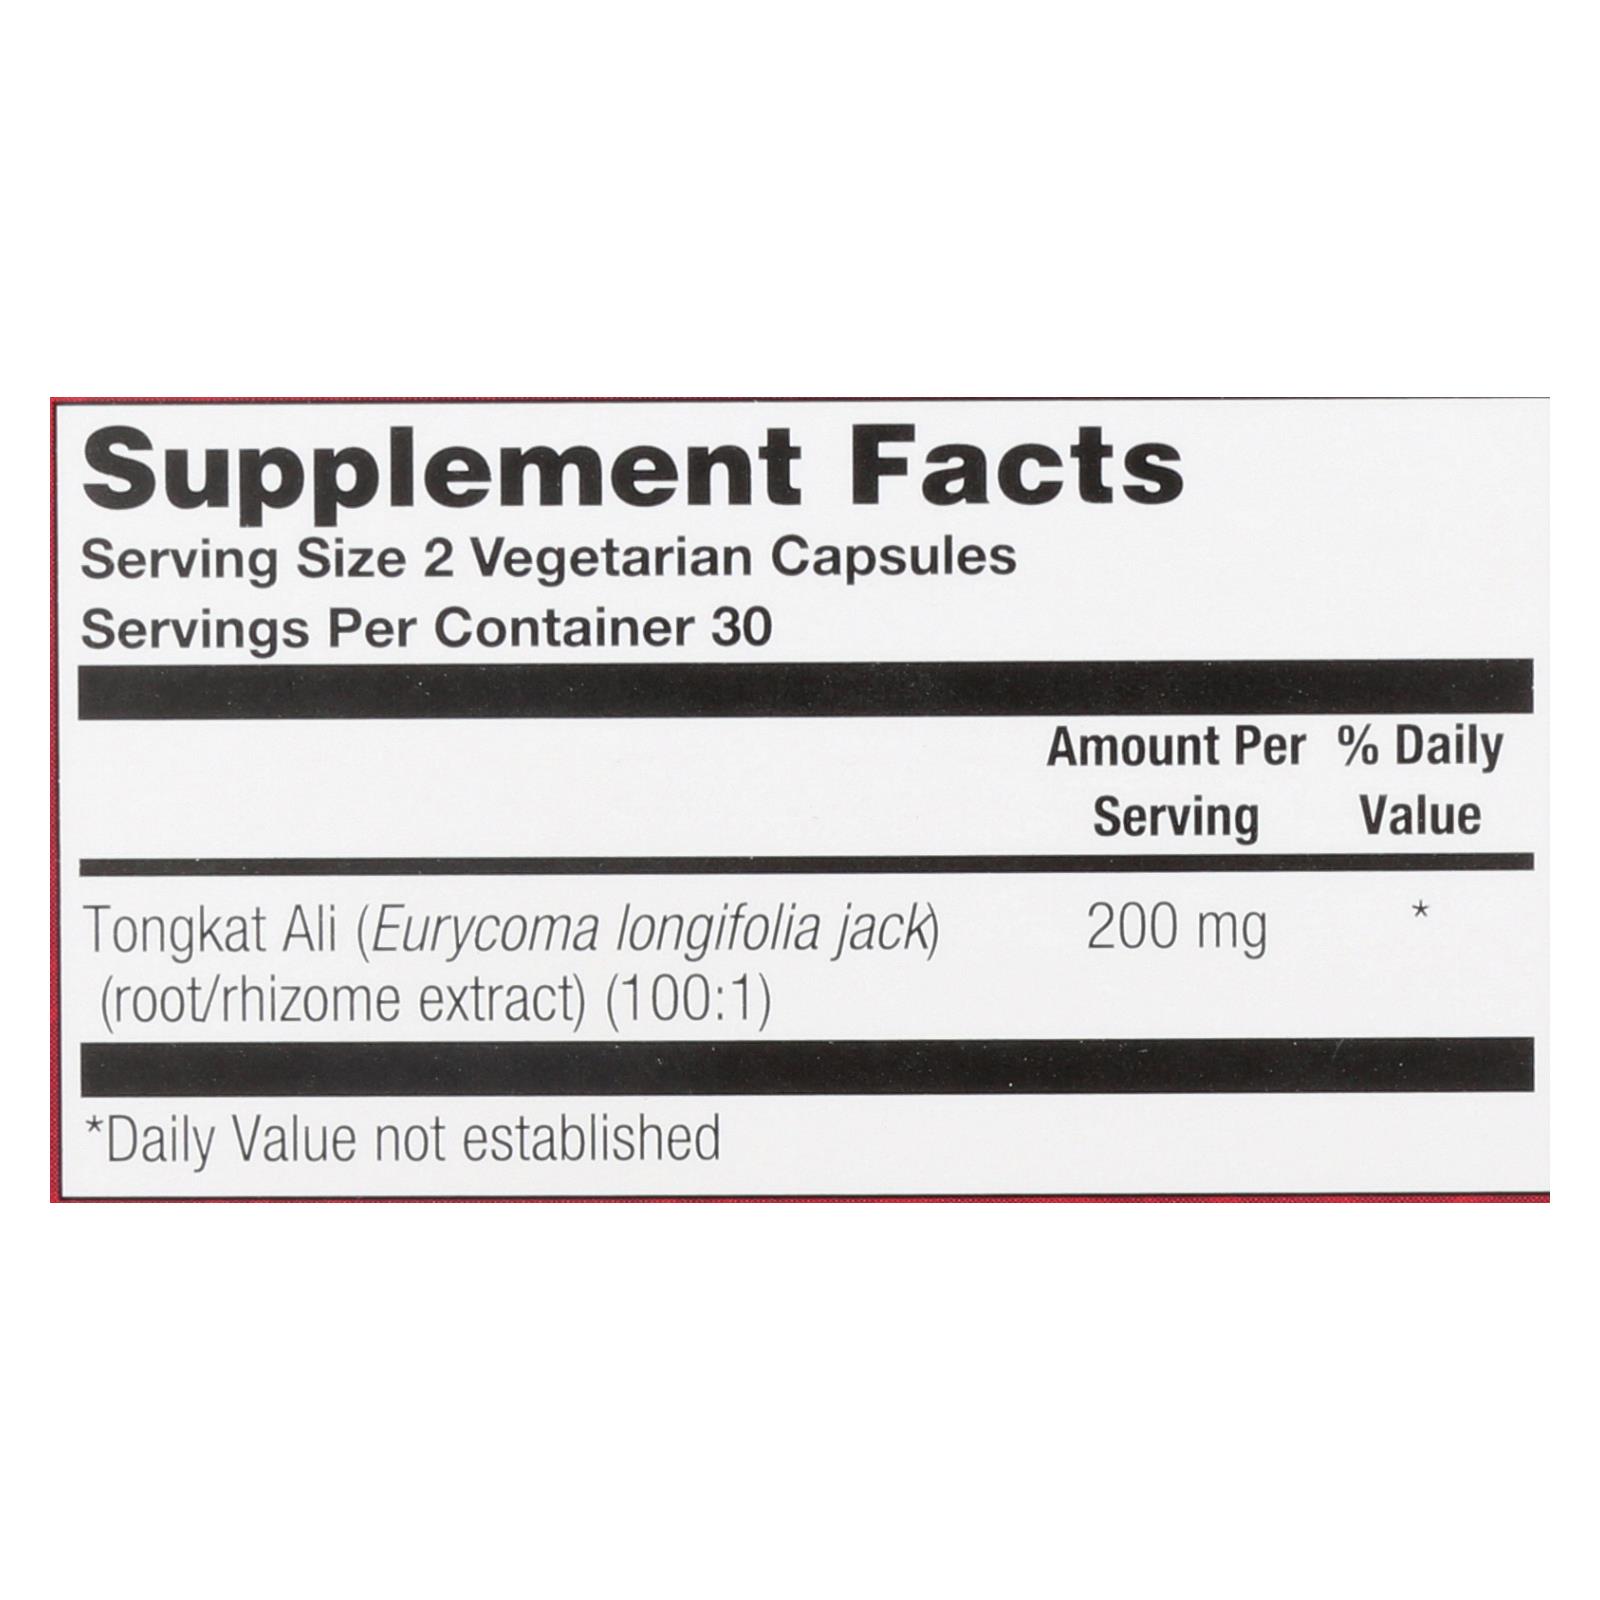 Supplement Facts
Serving Size 2 Vegetarian Capsules
Servings Per Container 30
Amount Per % Daily
Serving Value
Tongkat Ali (Eurycoma longifolia jack) 200 mg *
(root/rhizome extract) (100:1)
*Daily Value not established